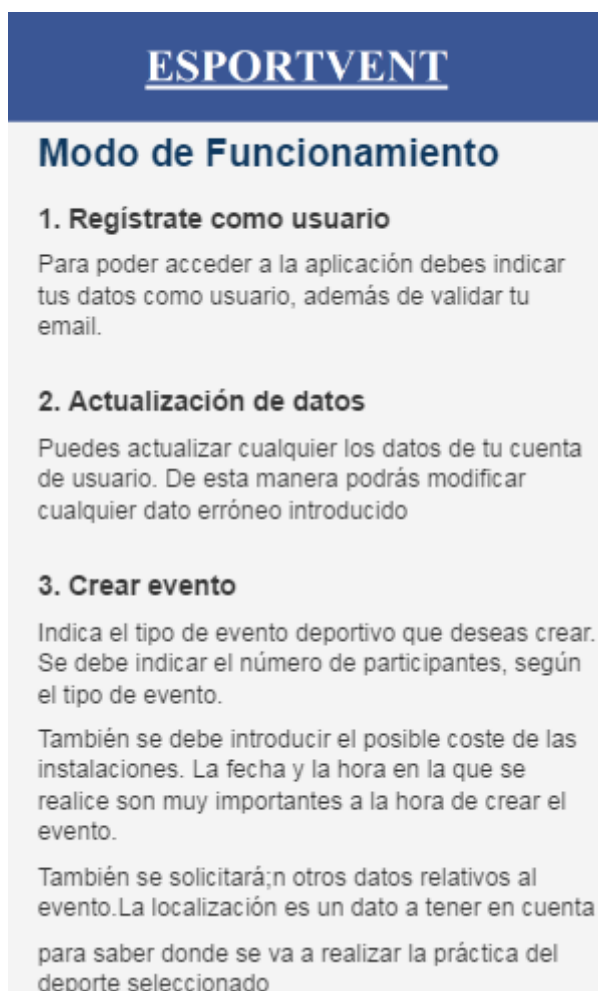 ESPORTVENT
Modo de Funcionamiento
1. Regístrate como usuario
Para poder acceder a la aplicación debes indicar
tus datos como usuario, además de validar tu
email.
2. Actualización de datos
Puedes actualizar cualquier los datos de tu cuenta
de usuario. De esta manera podrás modificar
cualquier dato erróneo introducido
3. Crear evento
Indica el tipo de evento deportivo que deseas crear.
Se debe indicar el número de participantes, según
el tipo de evento.
También se debe introducir el posible coste de las
instalaciones. La fecha y la hora en la que se
realice son muy importantes a la hora de crear el
evento.
También se solicitará;n otros datos relativos al
evento.La localización es un dato a tener en cuenta
para saber donde se va a realizar la práctica del
deporte seleccionado